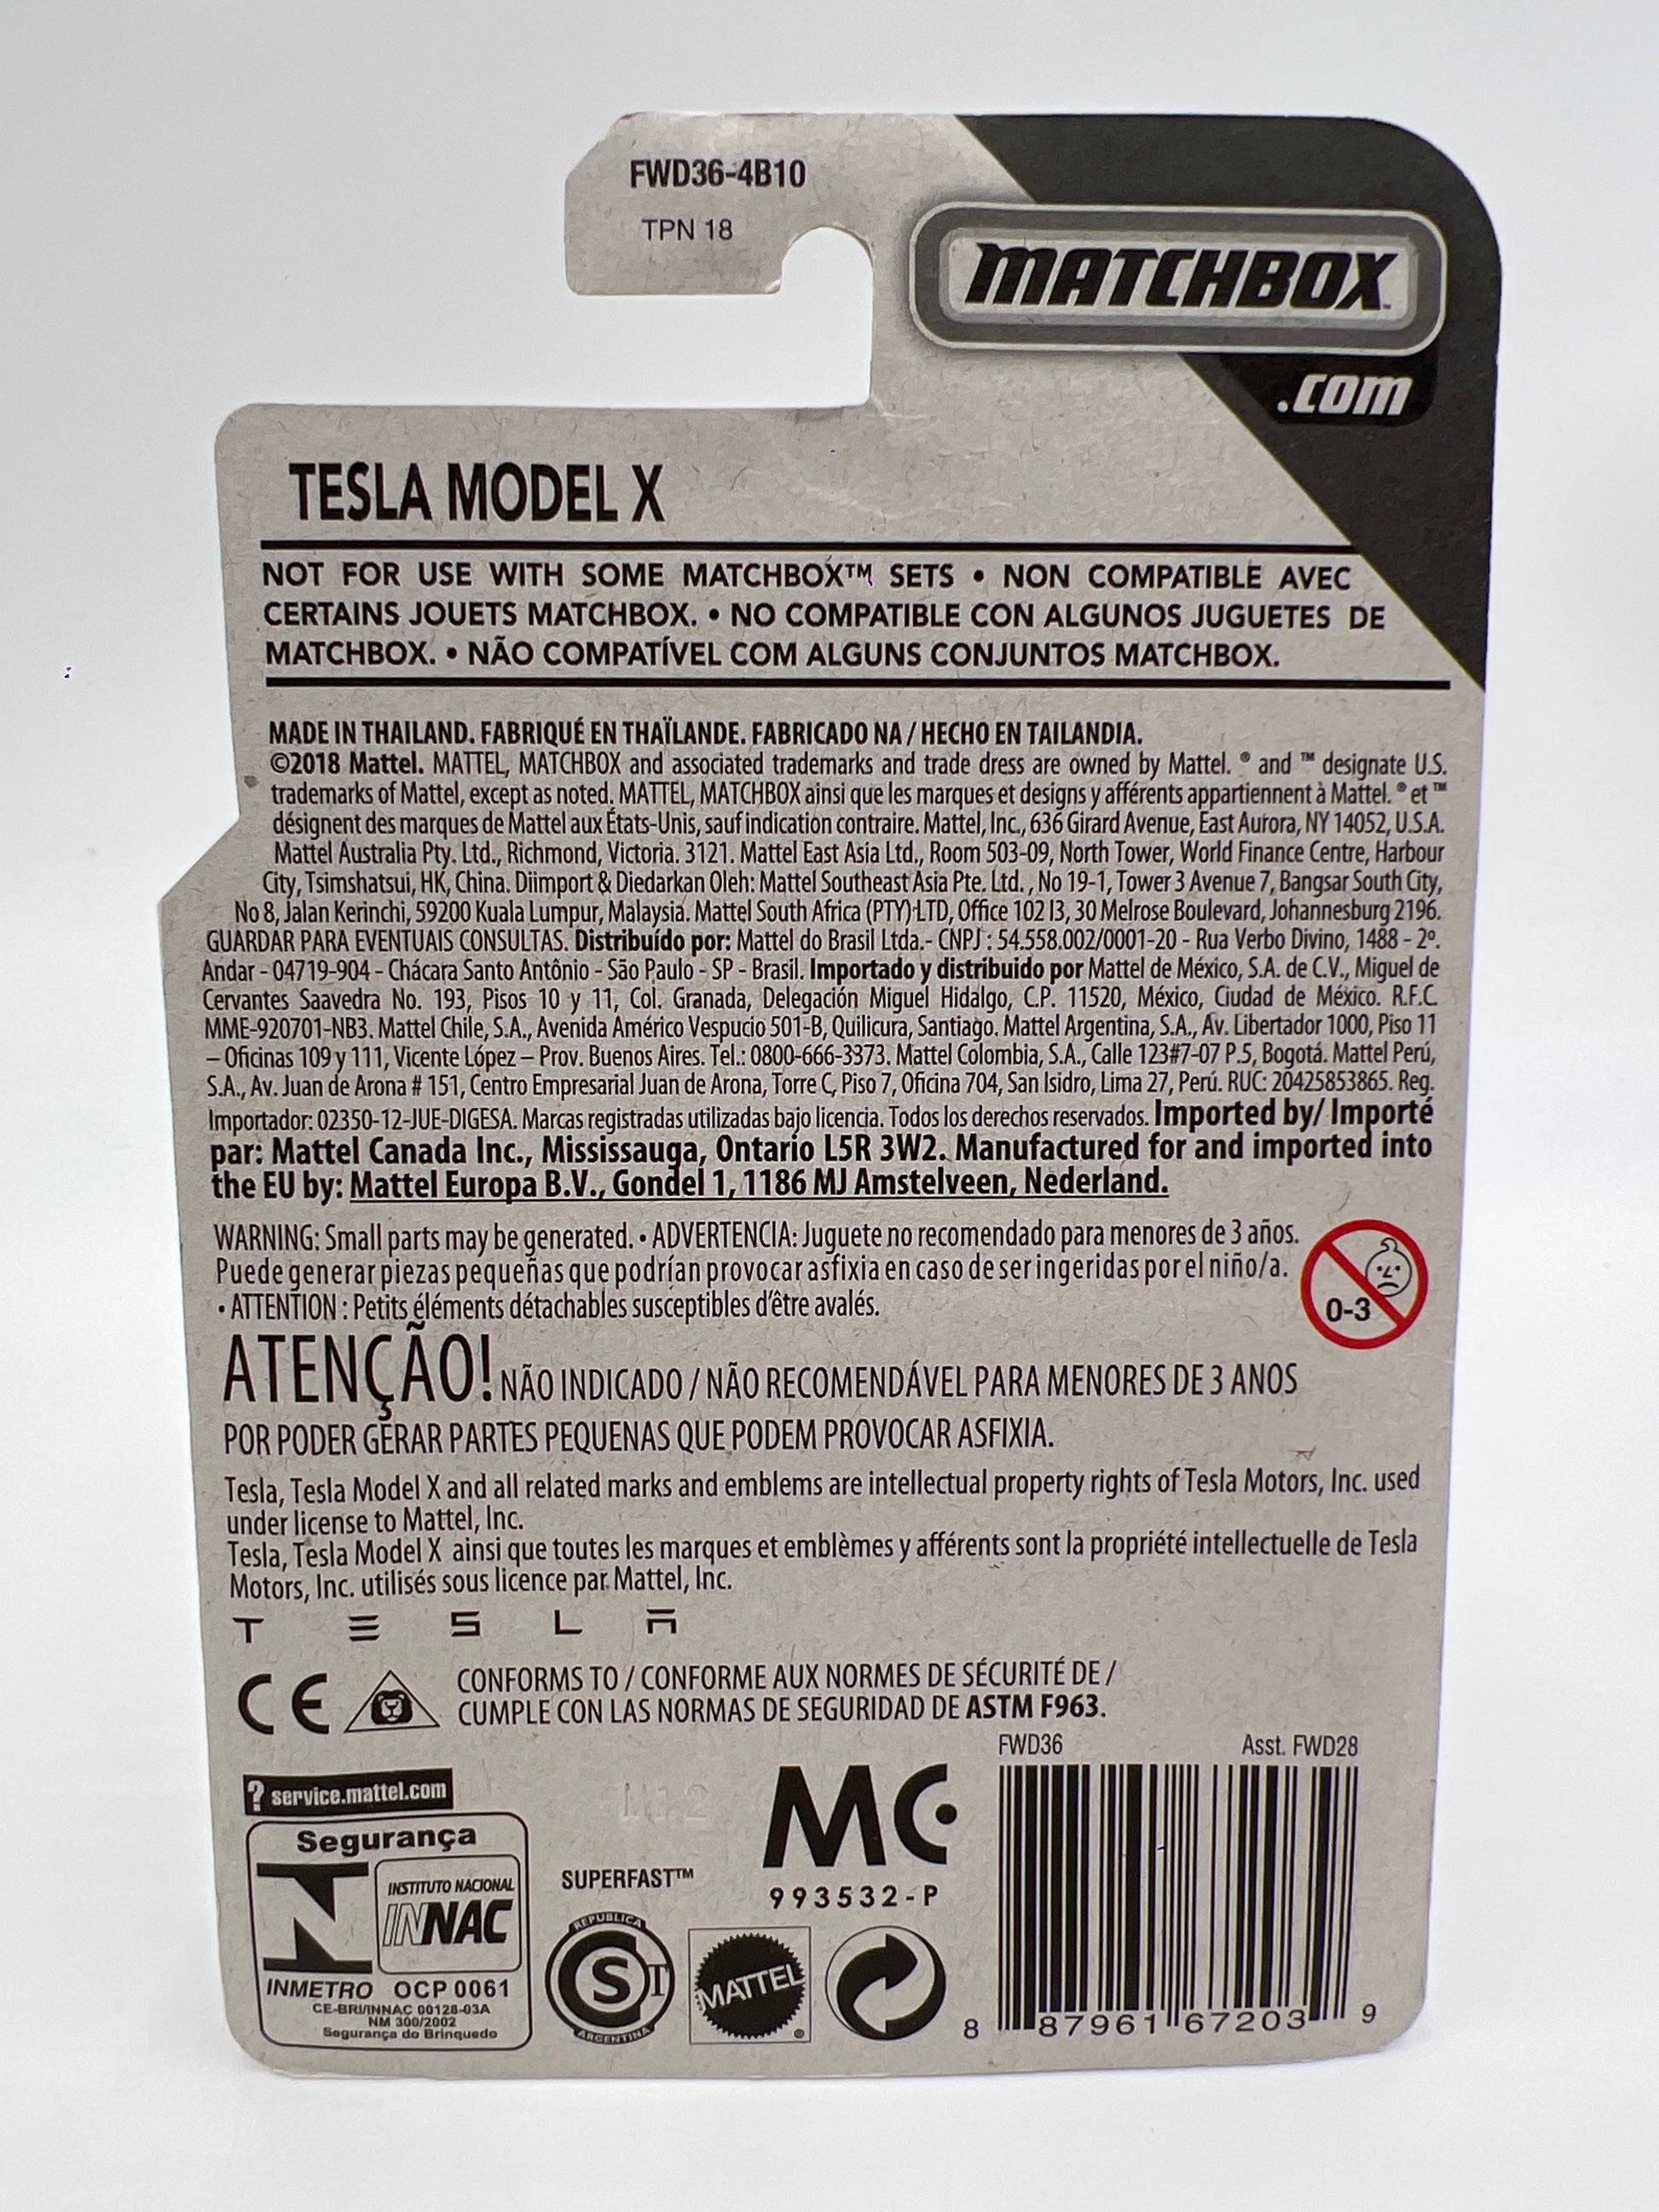 FWD36-4B10
TPN 18
MATCHBOX™
.com
TESLA MODEL X
NOT FOR USE WITH SOME MATCHBOX™ SETS • NON COMPATIBLE AVEC
CERTAINS JOUETS MATCHBOX. • NO COMPATIBLE CON ALGUNOS JUGUETES DE
MATCHBOX. • NÃO COMPATÍVEL COM ALGUNS CONJUNTOS MATCHBOX.
MADE IN THAILAND. FABRIQUÉ EN THAÏLANDE. FABRICADO NA / HECHO EN TAILANDIA.
©2018 Mattel. MATTEL, MATCHBOX and associated trademarks and trade dress are owned by Mattel. ® and ™ designate U.S.
trademarks of Mattel, except as noted. MATTEL, MATCHBOX ainsi que les marques et designs y afférents appartiennent à Mattel. ® et ™
désignent des marques de Mattel aux États-Unis, sauf indication contraire. Mattel, Inc., 636 Girard Avenue, East Aurora, NY 14052, U.S.A.
Mattel Australia Pty. Ltd., Richmond, Victoria. 3121. Mattel East Asia Ltd., Room 503-09, North Tower, World Finance Centre, Harbour
City, Tsimshatsui, HK, China. Diimport & Diedarkan Oleh: Mattel Southeast Asia Pte. Ltd. , No 19-1, Tower 3 Avenue 7, Bangsar South City,
No 8, Jalan Kerinchi, 59200 Kuala Lumpur, Malaysia. Mattel South Africa (PTY) LTD, Office 102 I3, 30 Melrose Boulevard, Johannesburg 2196.
GUARDAR PARA EVENTUAIS CONSULTAS. Distribuído por: Mattel do Brasil Ltda.- CNPJ : 54.558.002/0001-20 - Rua Verbo Divino, 1488 - 2º.
Andar - 04719-904 - Chácara Santo Antônio - São Paulo - SP - Brasil. Importado y distribuido por Mattel de México, S.A. de C.V., Miguel de
Cervantes Saavedra No. 193, Pisos 10 y 11, Col. Granada, Delegación Miguel Hidalgo, C.P. 11520, México, Ciudad de México. R.F.C.
MME-920701-NB3. Mattel Chile, S.A., Avenida Américo Vespucio 501-B, Quilicura, Santiago. Mattel Argentina, S.A., Av. Libertador 1000, Piso 11
– Oficinas 109 y 111, Vicente López – Prov. Buenos Aires. Tel.: 0800-666-3373. Mattel Colombia, S.A., Calle 123#7-07 P.5, Bogotá. Mattel Perú,
S.A., Av. Juan de Arona # 151, Centro Empresarial Juan de Arona, Torre C, Piso 7, Oficina 704, San Isidro, Lima 27, Perú. RUC: 20425853865. Reg.
Importador: 02350-12-JUE-DIGESA. Marcas registradas utilizadas bajo licencia. Todos los derechos reservados. Imported by/ Importé
par: Mattel Canada Inc., Mississauga, Ontario L5R 3W2. Manufactured for and imported into
the EU by: Mattel Europa B.V., Gondel 1, 1186 MJ Amstelveen, Nederland.
WARNING: Small parts may be generated. • ADVERTENCIA: Juguete no recomendado para menores de 3 años.
Puede generar piezas pequeñas que podrían provocar asfixia en caso de ser ingeridas por el niño/a.
• ATTENTION : Petits éléments détachables susceptibles d'être avalés.
0-3
ATENÇÃO! NÃO INDICADO / NÃO RECOMENDÁVEL PARA MENORES DE 3 ANOS
POR PODER GERAR PARTES PEQUENAS QUE PODEM PROVOCAR ASFIXIA.
Tesla, Tesla Model X and all related marks and emblems are intellectual property rights of Tesla Motors, Inc. used
under license to Mattel, Inc.
Tesla, Tesla Model X ainsi que toutes les marques et emblèmes y afférents sont la propriété intellectuelle de Tesla
Motors, Inc. utilisés sous licence par Mattel, Inc.
TESLA
CE
CONFORMS TO / CONFORME AUX NORMES DE SÉCURITÉ DE /
CUMPLE CON LAS NORMAS DE SEGURIDAD DE ASTM F963.
FWD36 Asst. FWD28
? service.mattel.com
M12
MC
993532-P
Segurança
INSTITUTO NACIONAL
INNAC
INMETRO OCP 0061
CE-BRI/INNAC 00128-03A
NM 300/2002
Segurança do Brinquedo
SUPERFAST™
REPUBLICA
S T
ARGENTINA
MATTEL®
8 87961 67203 9